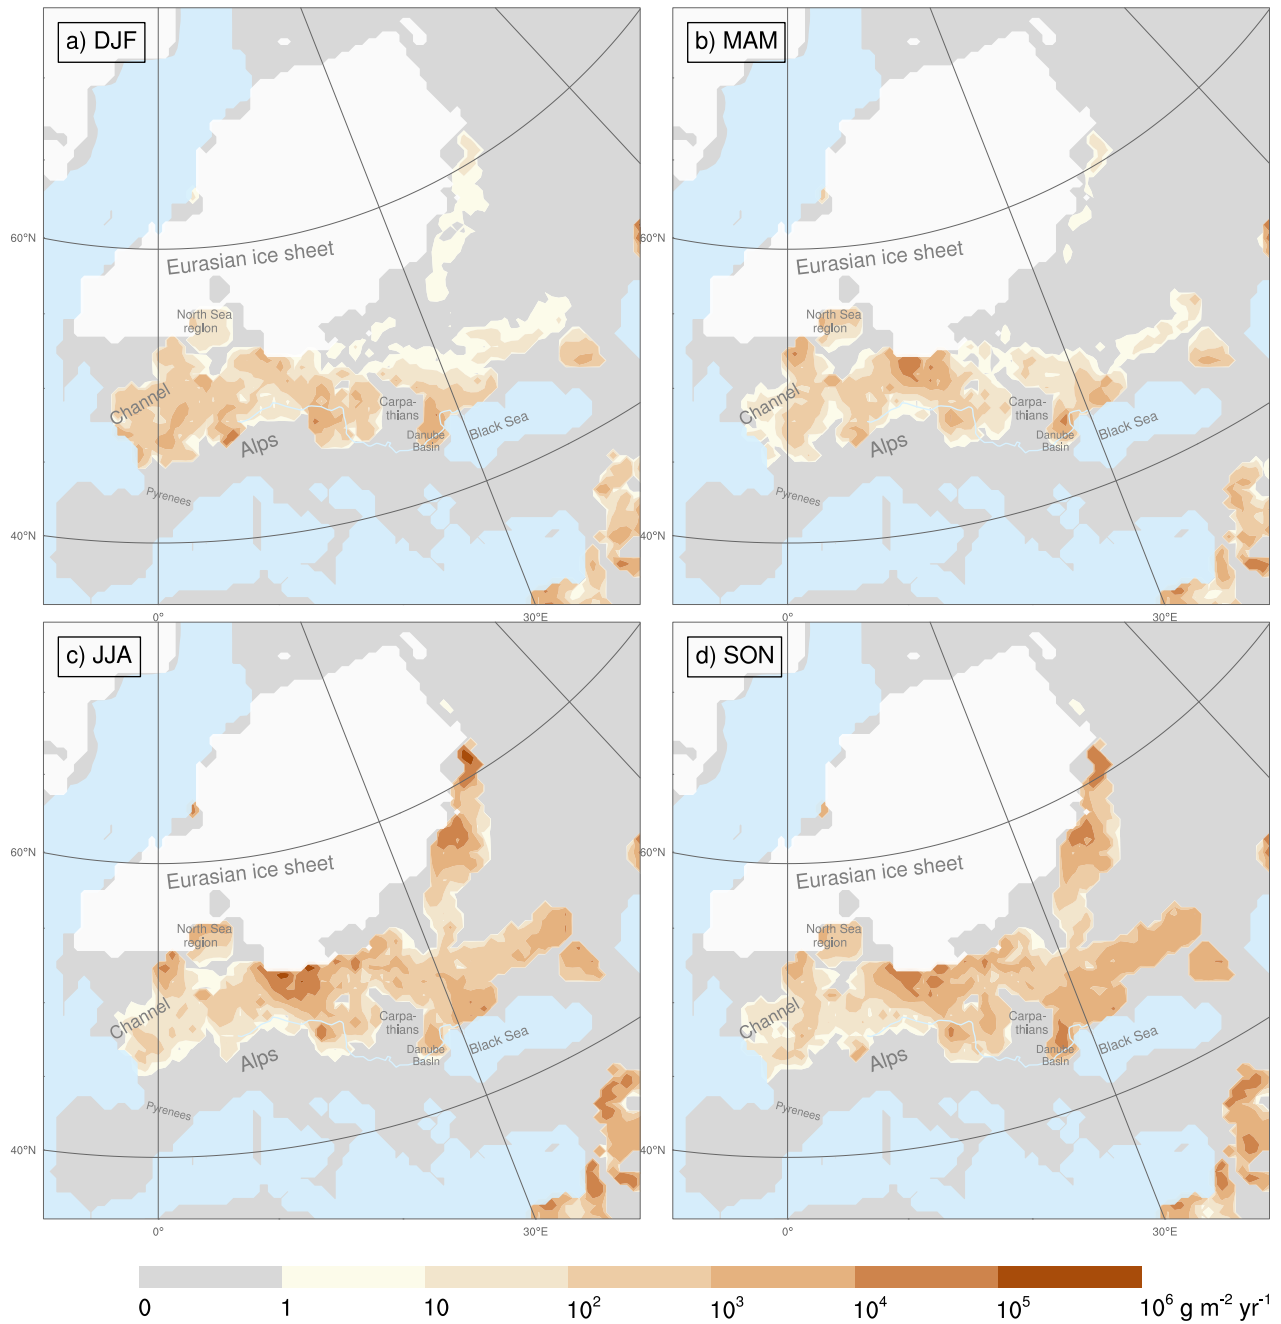 a) DJF
b) MAM
60°N
Eurasian ice sheet
Eurasian ice sheet
North Sea
region
North Sea
region
Channel
Carpa-
thians
Black Sea
Alps
Danube
Basin
Channel
Carpa-
thians
Black Sea
Alps
Danube
Basin
Pyrenees
Pyrenees
40°N
40°N
0°
30°E
0°
30°E
c) JJA
d) SON
60°N
60°N
Eurasian ice sheet
Eurasian ice sheet
North Sea
region
North Sea
region
Channel
Carpa-
thians
Black Sea
Alps
Danube
Basin
Channel
Carpa-
thians
Black Sea
Alps
Danube
Basin
Pyrenees
Pyrenees
40°N
40°N
0°
30°E
0°
30°E
0 1 10 10² 10³ 10⁴ 10⁵ 10⁶ g m⁻² yr⁻¹